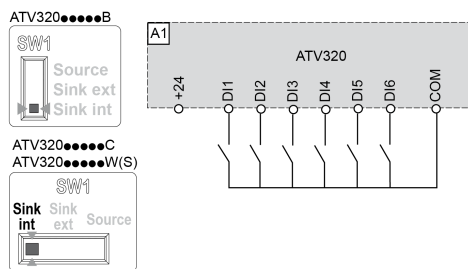 ATV320●●●●●B
SW1
Source
Sink ext
Sink int
ATV320●●●●●C
ATV320●●●●●W(S)
SW1
Sink int
Sink ext
Source
A1
ATV320
+24
DI1
DI2
DI3
DI4
DI5
DI6
COM